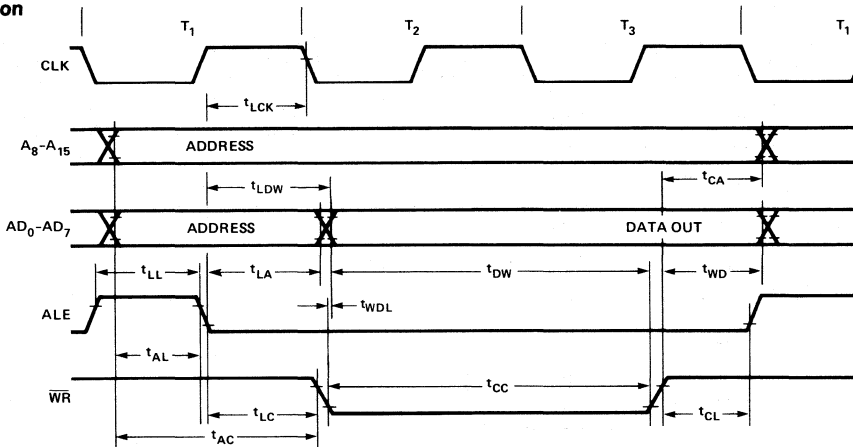 on
T1 T2 T3 T1
CLK
tLCK
A8-A15 ADDRESS
tLDW tCA
AD0-AD7 ADDRESS DATA OUT
tLL tLA tDW tWD
ALE tWDL
tAL
WR tCC
tLC tCL
tAC